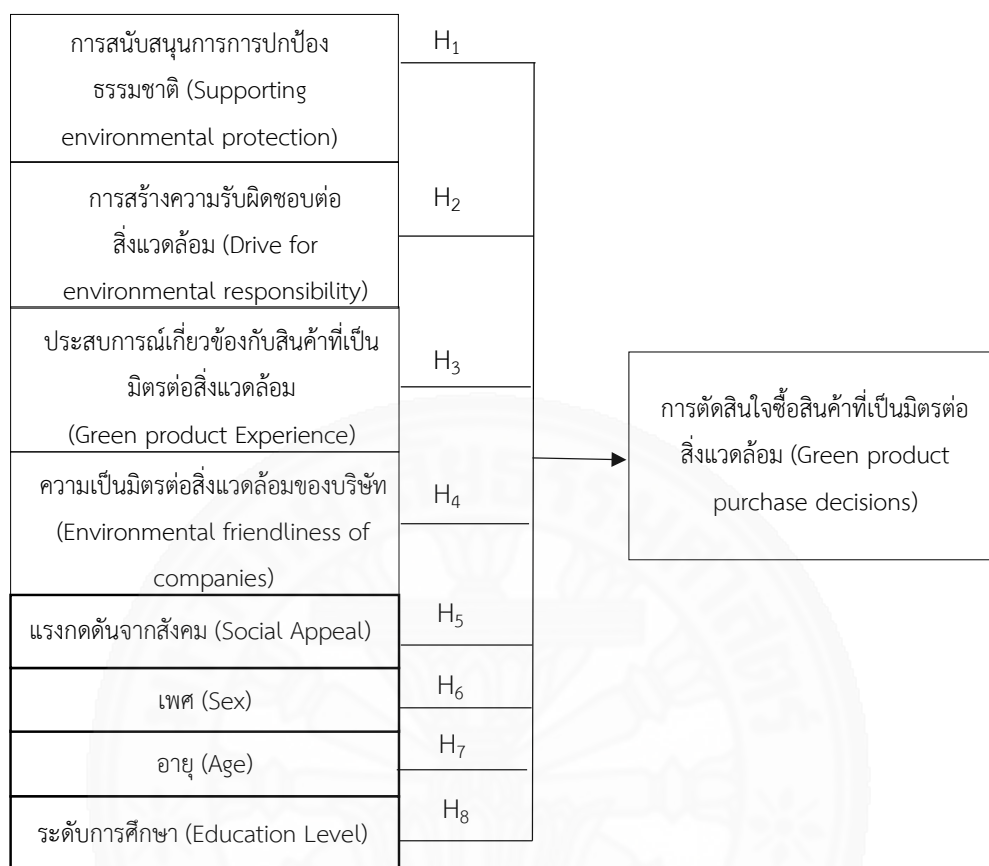 การสนับสนุนการการปกป้อง
ธรรมชาติ (Supporting
environmental protection)
H₁
การสร้างความรับผิดชอบต่อ
สิ่งแวดล้อม (Drive for
environmental responsibility)
H₂
ประสบการณ์เกี่ยวข้องกับสินค้าที่เป็น
มิตรต่อสิ่งแวดล้อม
(Green product Experience)
H₃
ความเป็นมิตรต่อสิ่งแวดล้อมของบริษัท
(Environmental friendliness of
companies)
H₄
แรงกดดันจากสังคม (Social Appeal)
H₅
เพศ (Sex)
H₆
อายุ (Age)
H₇
ระดับการศึกษา (Education Level)
H₈
การตัดสินใจซื้อสินค้าที่เป็นมิตรต่อ
สิ่งแวดล้อม (Green product
purchase decisions)